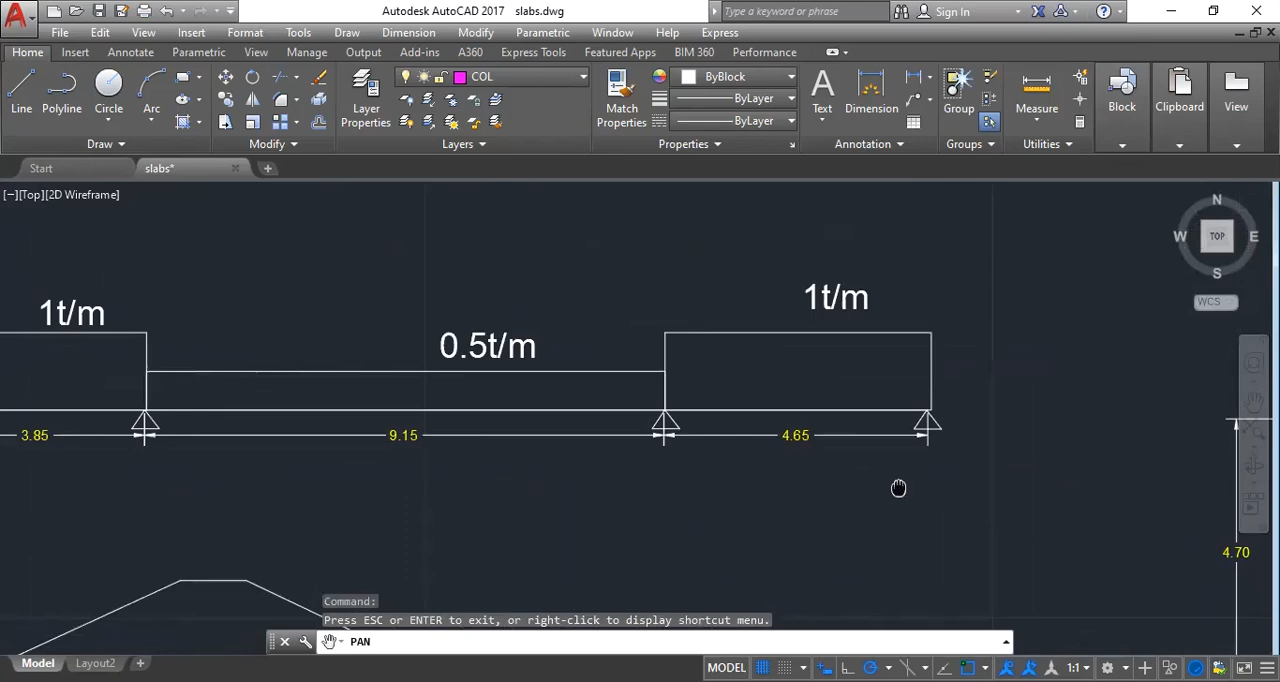 Autodesk AutoCAD 2017 slabs.dwg
Type a keyword or phrase
Sign In
File Edit View Insert Format Tools Draw Dimension Modify Parametric Window Help Express
Home Insert Annotate Parametric View Manage Output Add-ins A360 Express Tools Featured Apps BIM 360 Performance
COL
ByBlock
ByLayer
ByLayer
Line Polyline Circle Arc
Layer Properties
Match Properties
Text Dimension
Group
Measure
Block
Clipboard
View
Draw Modify Layers Properties Annotation Groups Utilities
Start slabs*
[−][Top][2D Wireframe]
N
W TOP E
S
WCS
1t/m
1t/m
0.5t/m
3.85 9.15 4.65
4.70
Command:
Press ESC or ENTER to exit, or right-click to display shortcut menu.
PAN
Model Layout2
MODEL
1:1